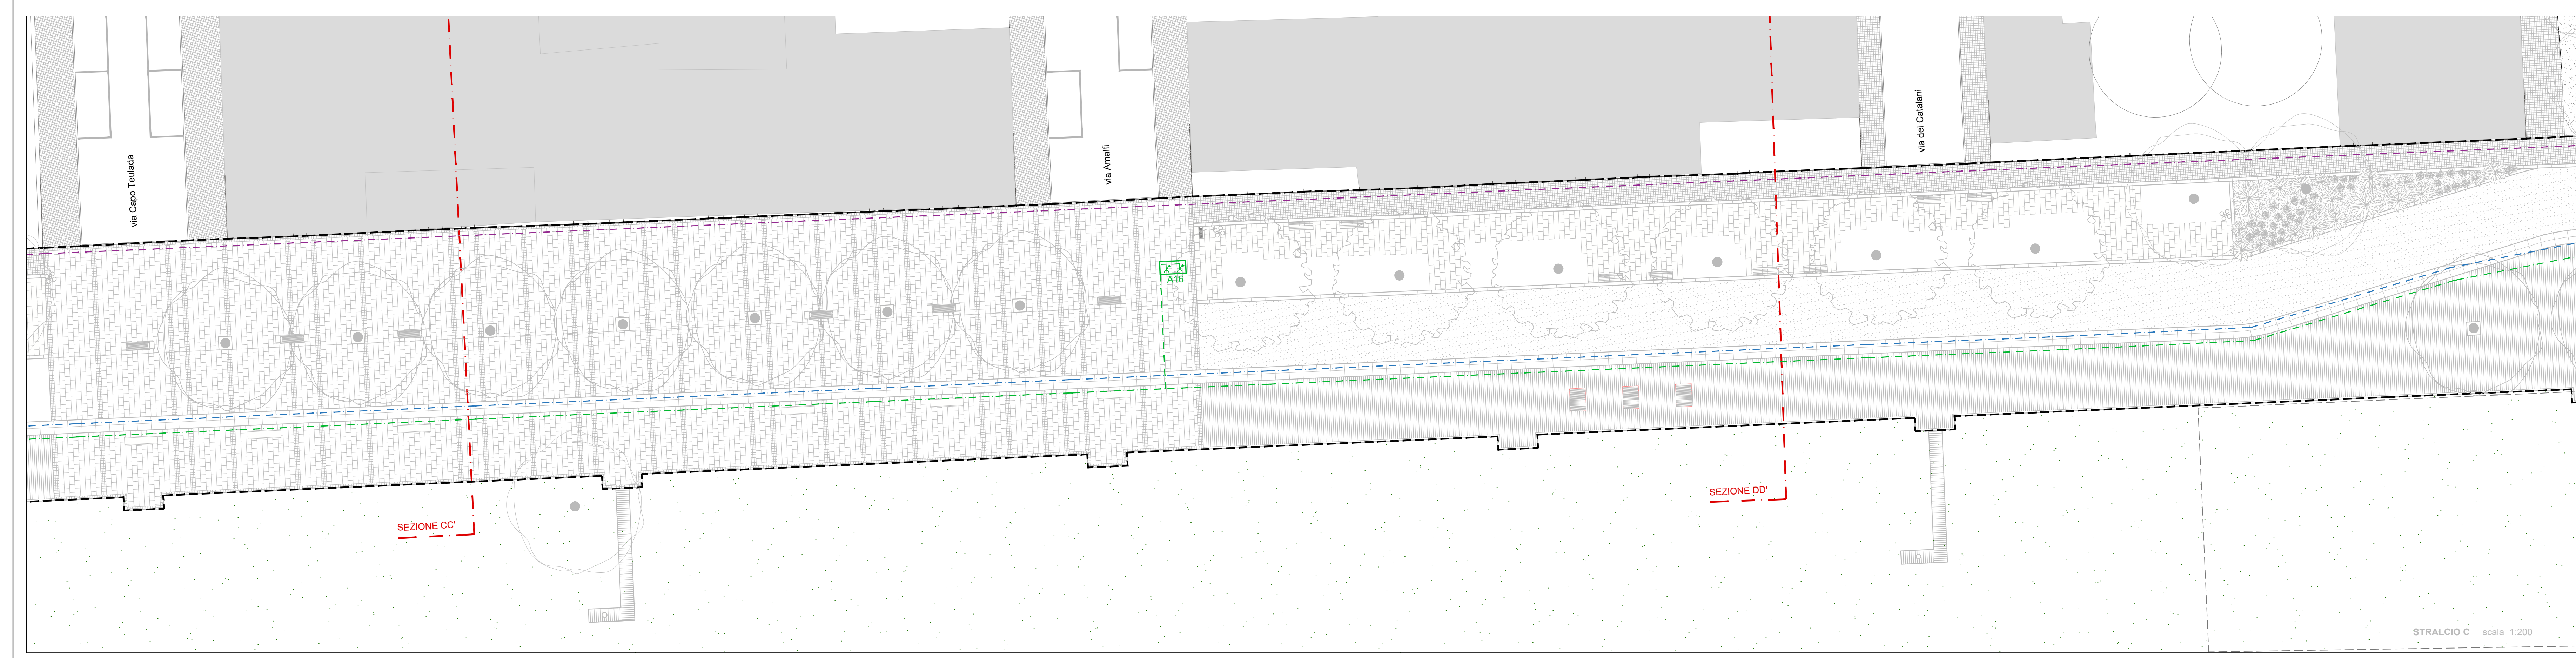 via Capo Teulada
via Amalfi
via dei Catalani
A16
SEZIONE CC'
SEZIONE DD'
STRALCIO C scala 1:200